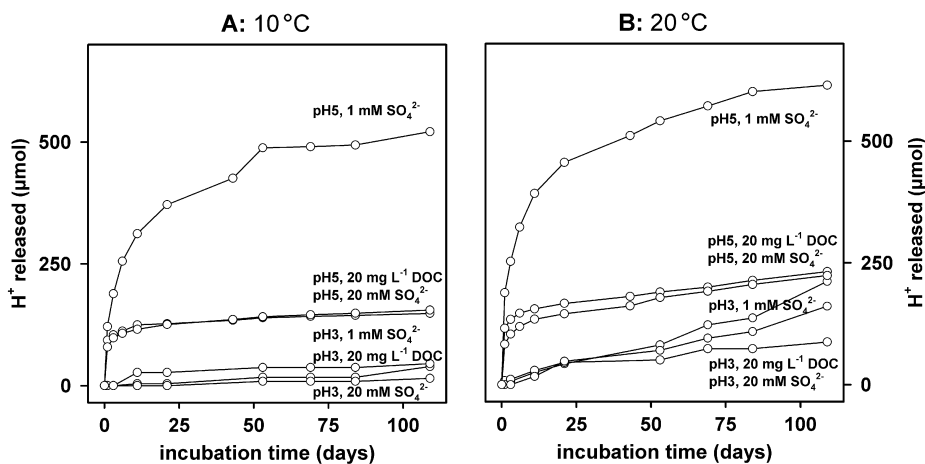 A: 10 °C
B: 20 °C
H⁺ released (µmol)
500
250
0
pH5, 1 mM SO₄²⁻
pH5, 20 mg L⁻¹ DOC
pH5, 20 mM SO₄²⁻
pH3, 1 mM SO₄²⁻
pH3, 20 mg L⁻¹ DOC
pH3, 20 mM SO₄²⁻
0 25 50 75 100
incubation time (days)
pH5, 1 mM SO₄²⁻
pH5, 20 mg L⁻¹ DOC
pH5, 20 mM SO₄²⁻
pH3, 1 mM SO₄²⁻
pH3, 20 mg L⁻¹ DOC
pH3, 20 mM SO₄²⁻
500
250
0
H⁺ released (µmol)
0 25 50 75 100
incubation time (days)